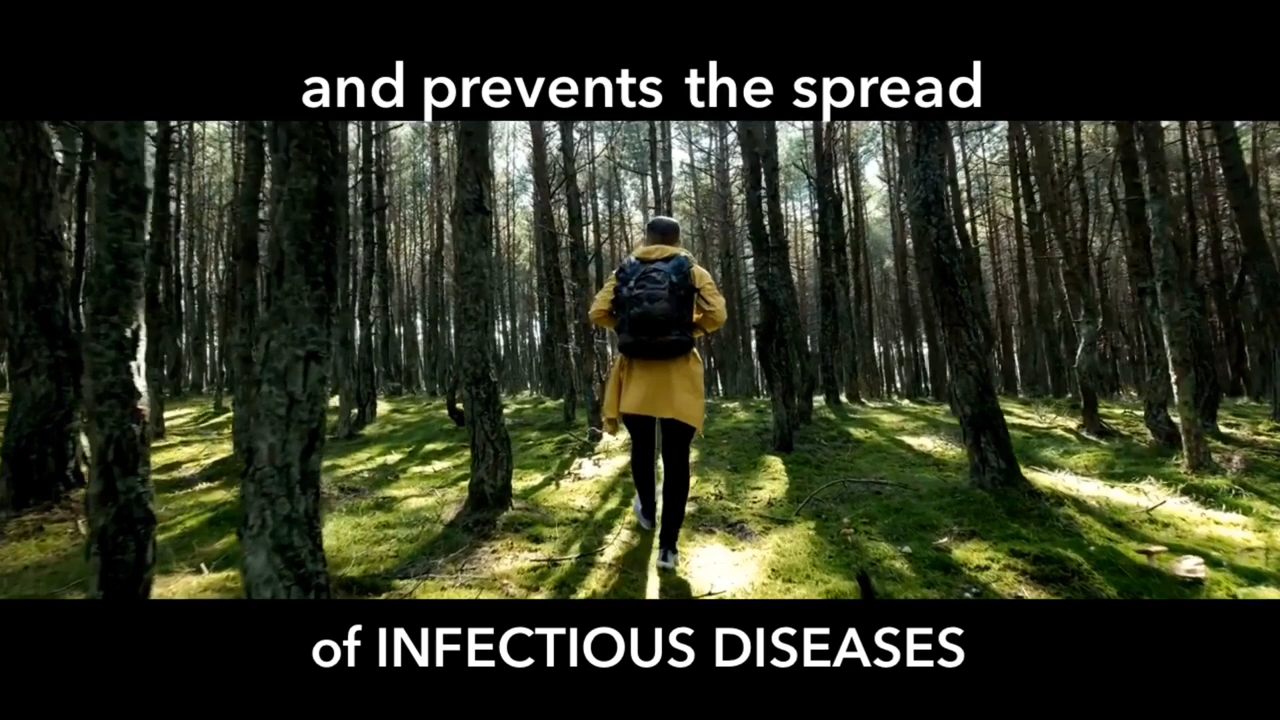 and prevents the spread
of INFECTIOUS DISEASES